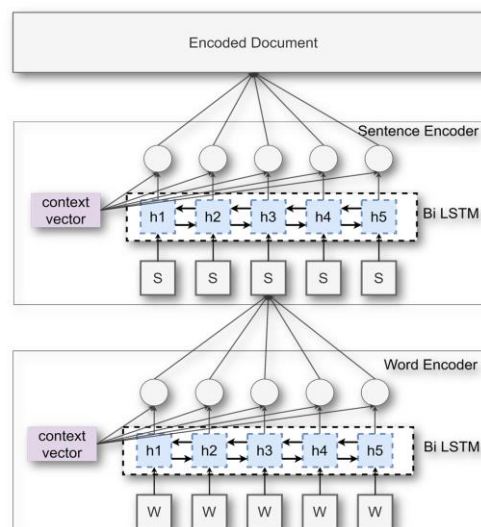 Encoded Document
Sentence Encoder
context
vector
h1 h2 h3 h4 h5
Bi LSTM
S S S S S
Word Encoder
context
vector
h1 h2 h3 h4 h5
Bi LSTM
W W W W W